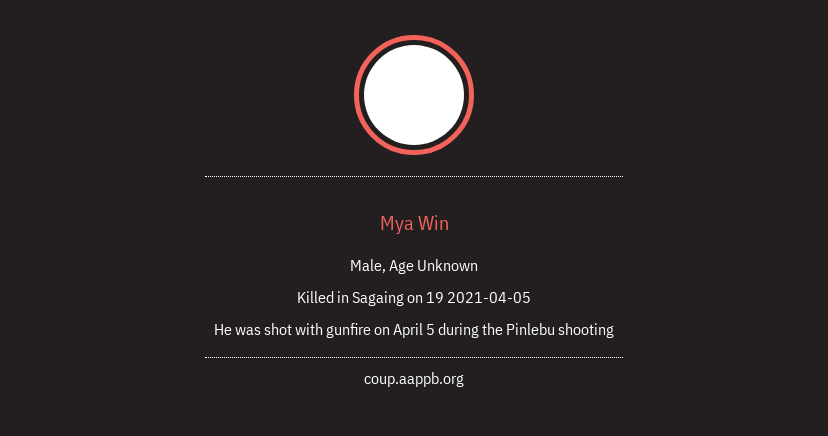 Mya Win
Male, Age Unknown
Killed in Sagaing on 19 2021-04-05
He was shot with gunfire on April 5 during the Pinlebu shooting
coup.aappb.org